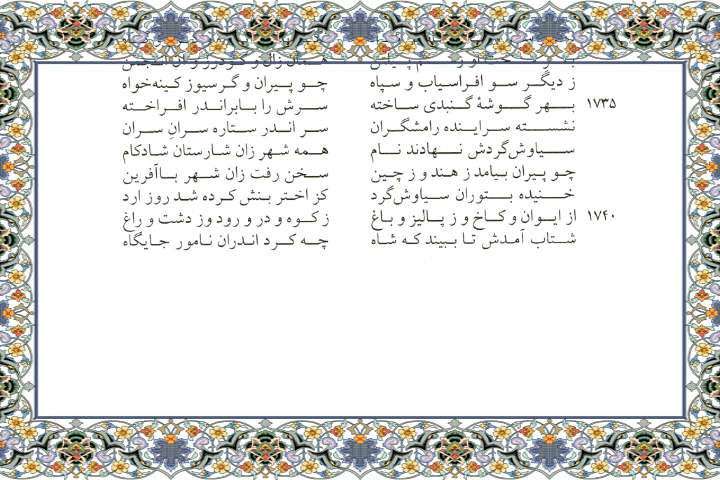 ز دیگر سو افراسیاب و سپاه چو پیران و گرسیوز کینه‌خواه
۱۷۳۵ بهر گوشهٔ گنبدی ساخته سرش را بابراندر افراخته
نشسته سراینده رامشگران سر اندر ستاره سرانِ سران
سیاوش‌گردش نهادند نام همه شهر زان شارستان شادکام
چو پیران بیامد ز هند و ز چین سخن رفت زان شهر باآفرین
خنیده بتوران سیاوش‌گرد کز اختر بنش کرده شد روز ارد
۱۷۴۰ از ایوان و کاخ و ز پالیز و باغ ز کوه و در و رود وز دشت و راغ
شتاب آمدش تا ببیند که شاه چه کرد اندران نامور جایگاه